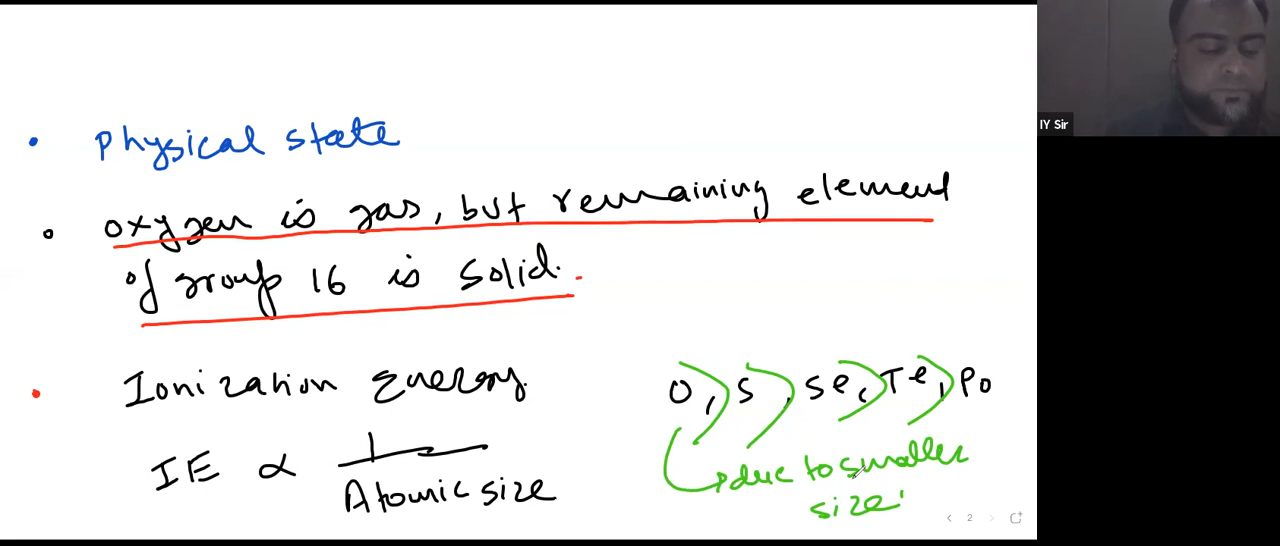 IY Sir
• Physical state
• oxygen is gas, but remaining element
of group 16 is solid.
• Ionization Energy
O > , S > , Se > , Te > , Po
IE ∝ 1 / Atomic size
due to smaller
size
2